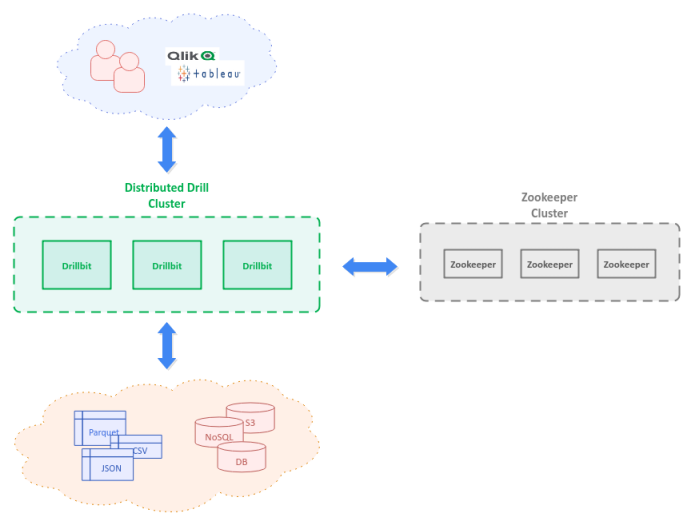 Qlik
tableau
Distributed Drill
Cluster
Drillbit
Drillbit
Drillbit
Zookeeper
Cluster
Zookeeper
Zookeeper
Zookeeper
Parquet
CSV
JSON
S3
NoSQL
DB